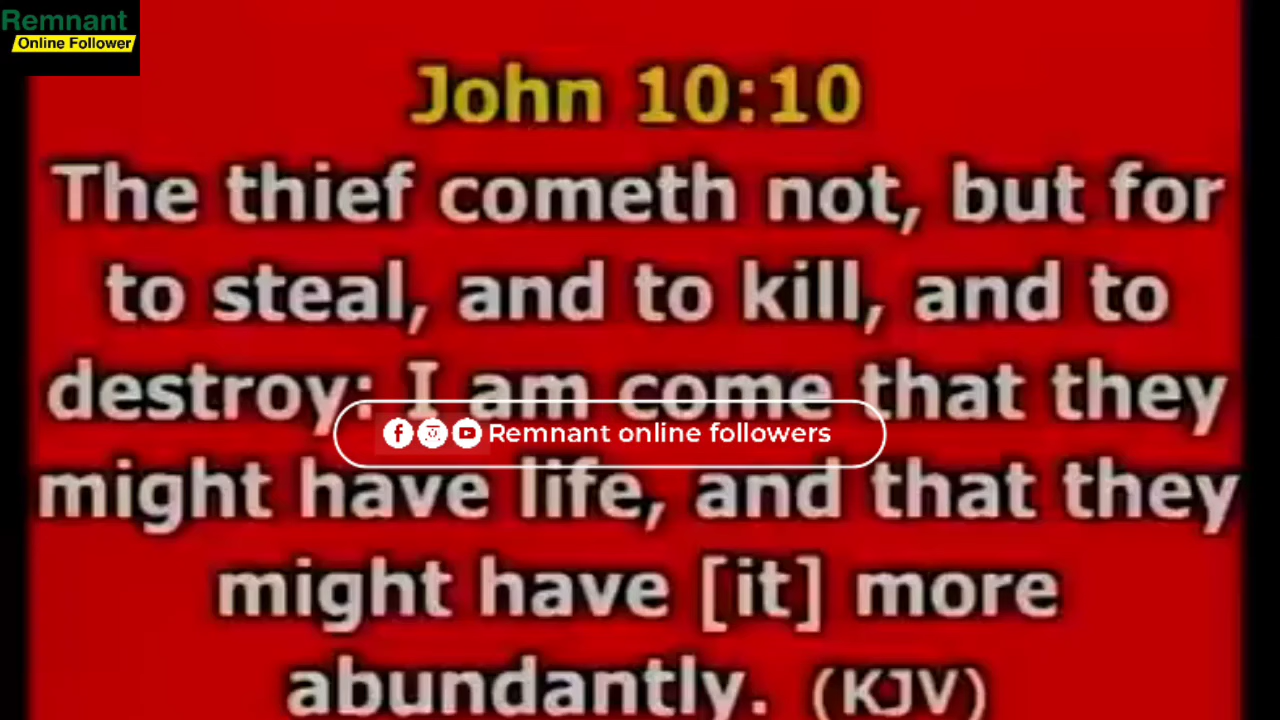 Remnant
Online Follower
John 10:10
The thief cometh not, but for
to steal, and to kill, and to
destroy: I am come that they
Remnant online followers
might have life, and that they
might have [it] more
abundantly. (KJV)